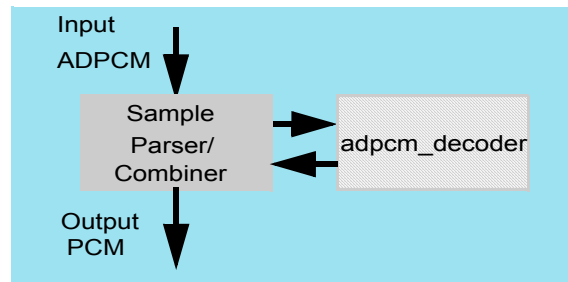 Input
ADPCM
Sample
Parser/
Combiner
adpcm_decoder
Output
PCM